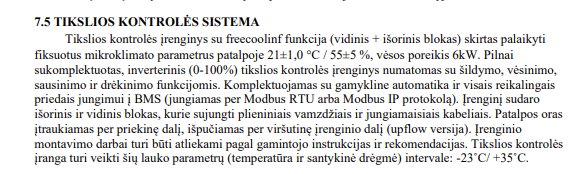 7.5 TIKSLIOS KONTROLĖS SISTEMA
Tikslios kontrolės įrenginys su freecoolinf funkcija (vidinis + išorinis blokas) skirtas palaikyti
fiksuotus mikroklimato parametrus patalpoje 21±1,0 °C / 55±5 %, vėsos poreikis 6kW. Pilnai
sukomplektuotas, inverterinis (0-100%) tikslios kontrolės įrenginys numatomas su šildymo, vėsinimo,
sausinimo ir drėkinimo funkcijomis. Komplektuojamas su gamykline automatika ir visais reikalingais
priedais jungimui į BMS (jungiamas per Modbus RTU arba Modbus IP protokolą). Įrenginį sudaro
išorinis ir vidinis blokas, kurie sujungti plieniniais vamzdžiais ir jungiamaisiais kabeliais. Patalpos oras
įtraukiamas per priekinę dalį, išpučiamas per viršutinę įrenginio dalį (upflow versija). Įrenginio
montavimo darbai turi būti atliekami pagal gamintojo instrukcijas ir rekomendacijas. Tikslios kontrolės
įranga turi veikti šių lauko parametrų (temperatūra ir santykinė drėgmė) intervale: -23˚C/ +35˚C.